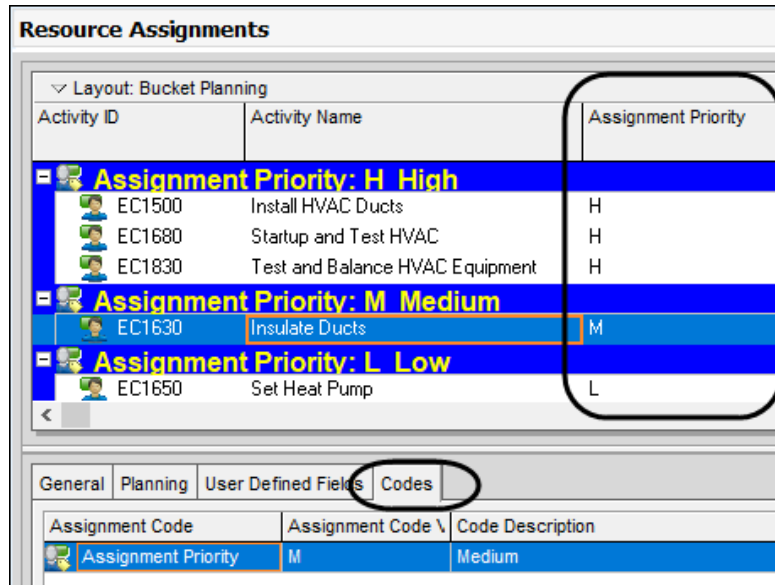 Resource Assignments
Layout: Bucket Planning
Activity ID Activity Name Assignment Priority
Assignment Priority: H High
EC1500 Install HVAC Ducts H
EC1680 Startup and Test HVAC H
EC1830 Test and Balance HVAC Equipment H
Assignment Priority: M Medium
EC1630 Insulate Ducts M
Assignment Priority: L Low
EC1650 Set Heat Pump L
General Planning User Defined Fields Codes
Assignment Code Assignment Code Code Description
Assignment Priority M Medium